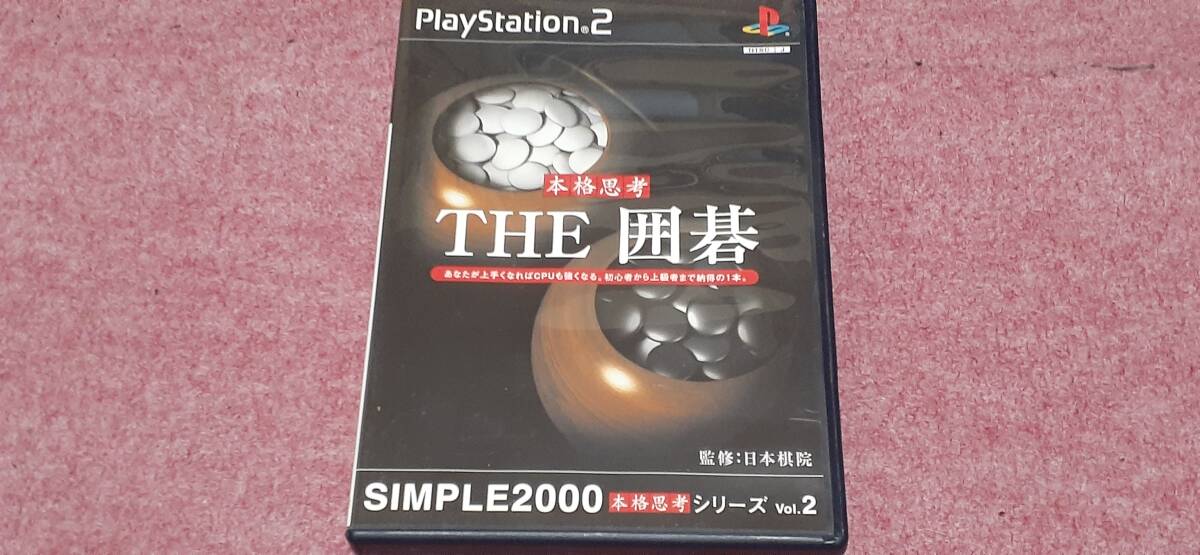 PlayStation®2
NTSC J
本格思考
THE 囲碁
あなたが上手くなればCPUも強くなる。初心者から上級者まで納得の1本。
監修:日本棋院
SIMPLE2000 本格思考 シリーズ Vol.2